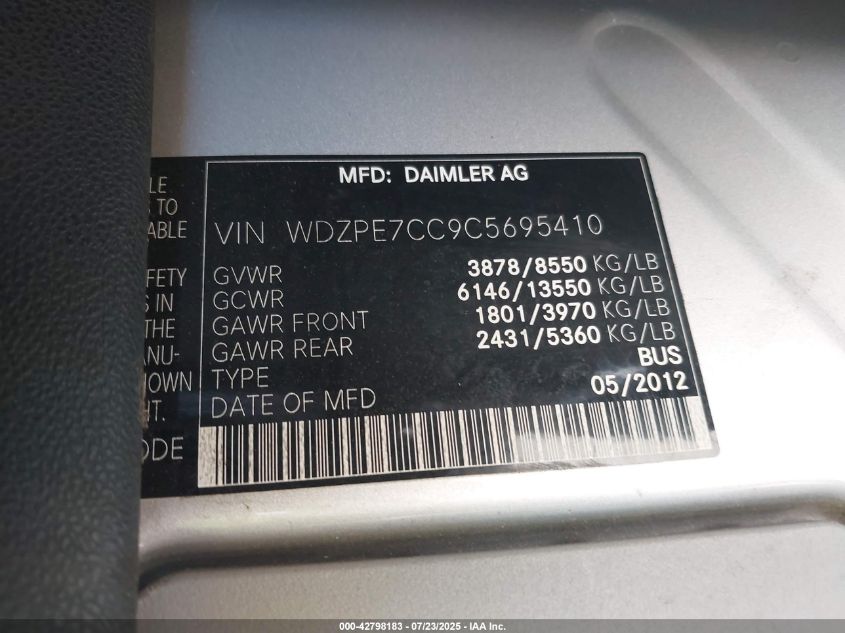 LE
TO
ABLE
FETY
S IN
THE
ANU-
NOWN
NT.
ODE
MFD: DAIMLER AG
VIN WDZPE7CC9C5695410
GVWR 3878/8550 KG/LB
GCWR 6146/13550 KG/LB
GAWR FRONT 1801/3970 KG/LB
GAWR REAR 2431/5360 KG/LB
TYPE BUS
DATE OF MFD 05/2012
000-42798183 - 07/23/2025 - IAA Inc.